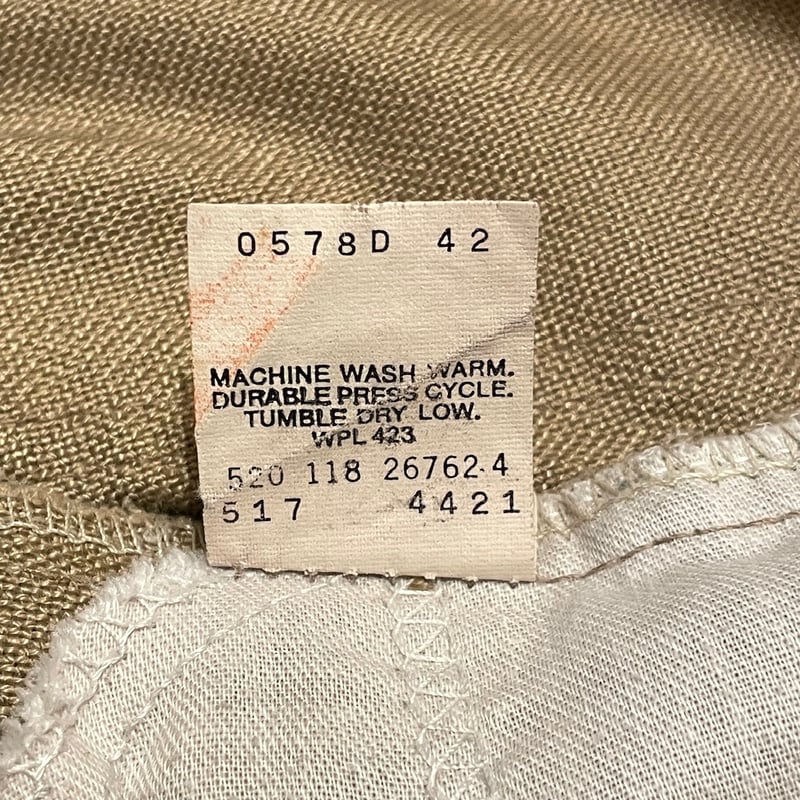 0578D 42
MACHINE WASH WARM.
DURABLE PRESS CYCLE.
TUMBLE DRY LOW.
WPL 423
520 118 26762-4
517 4421